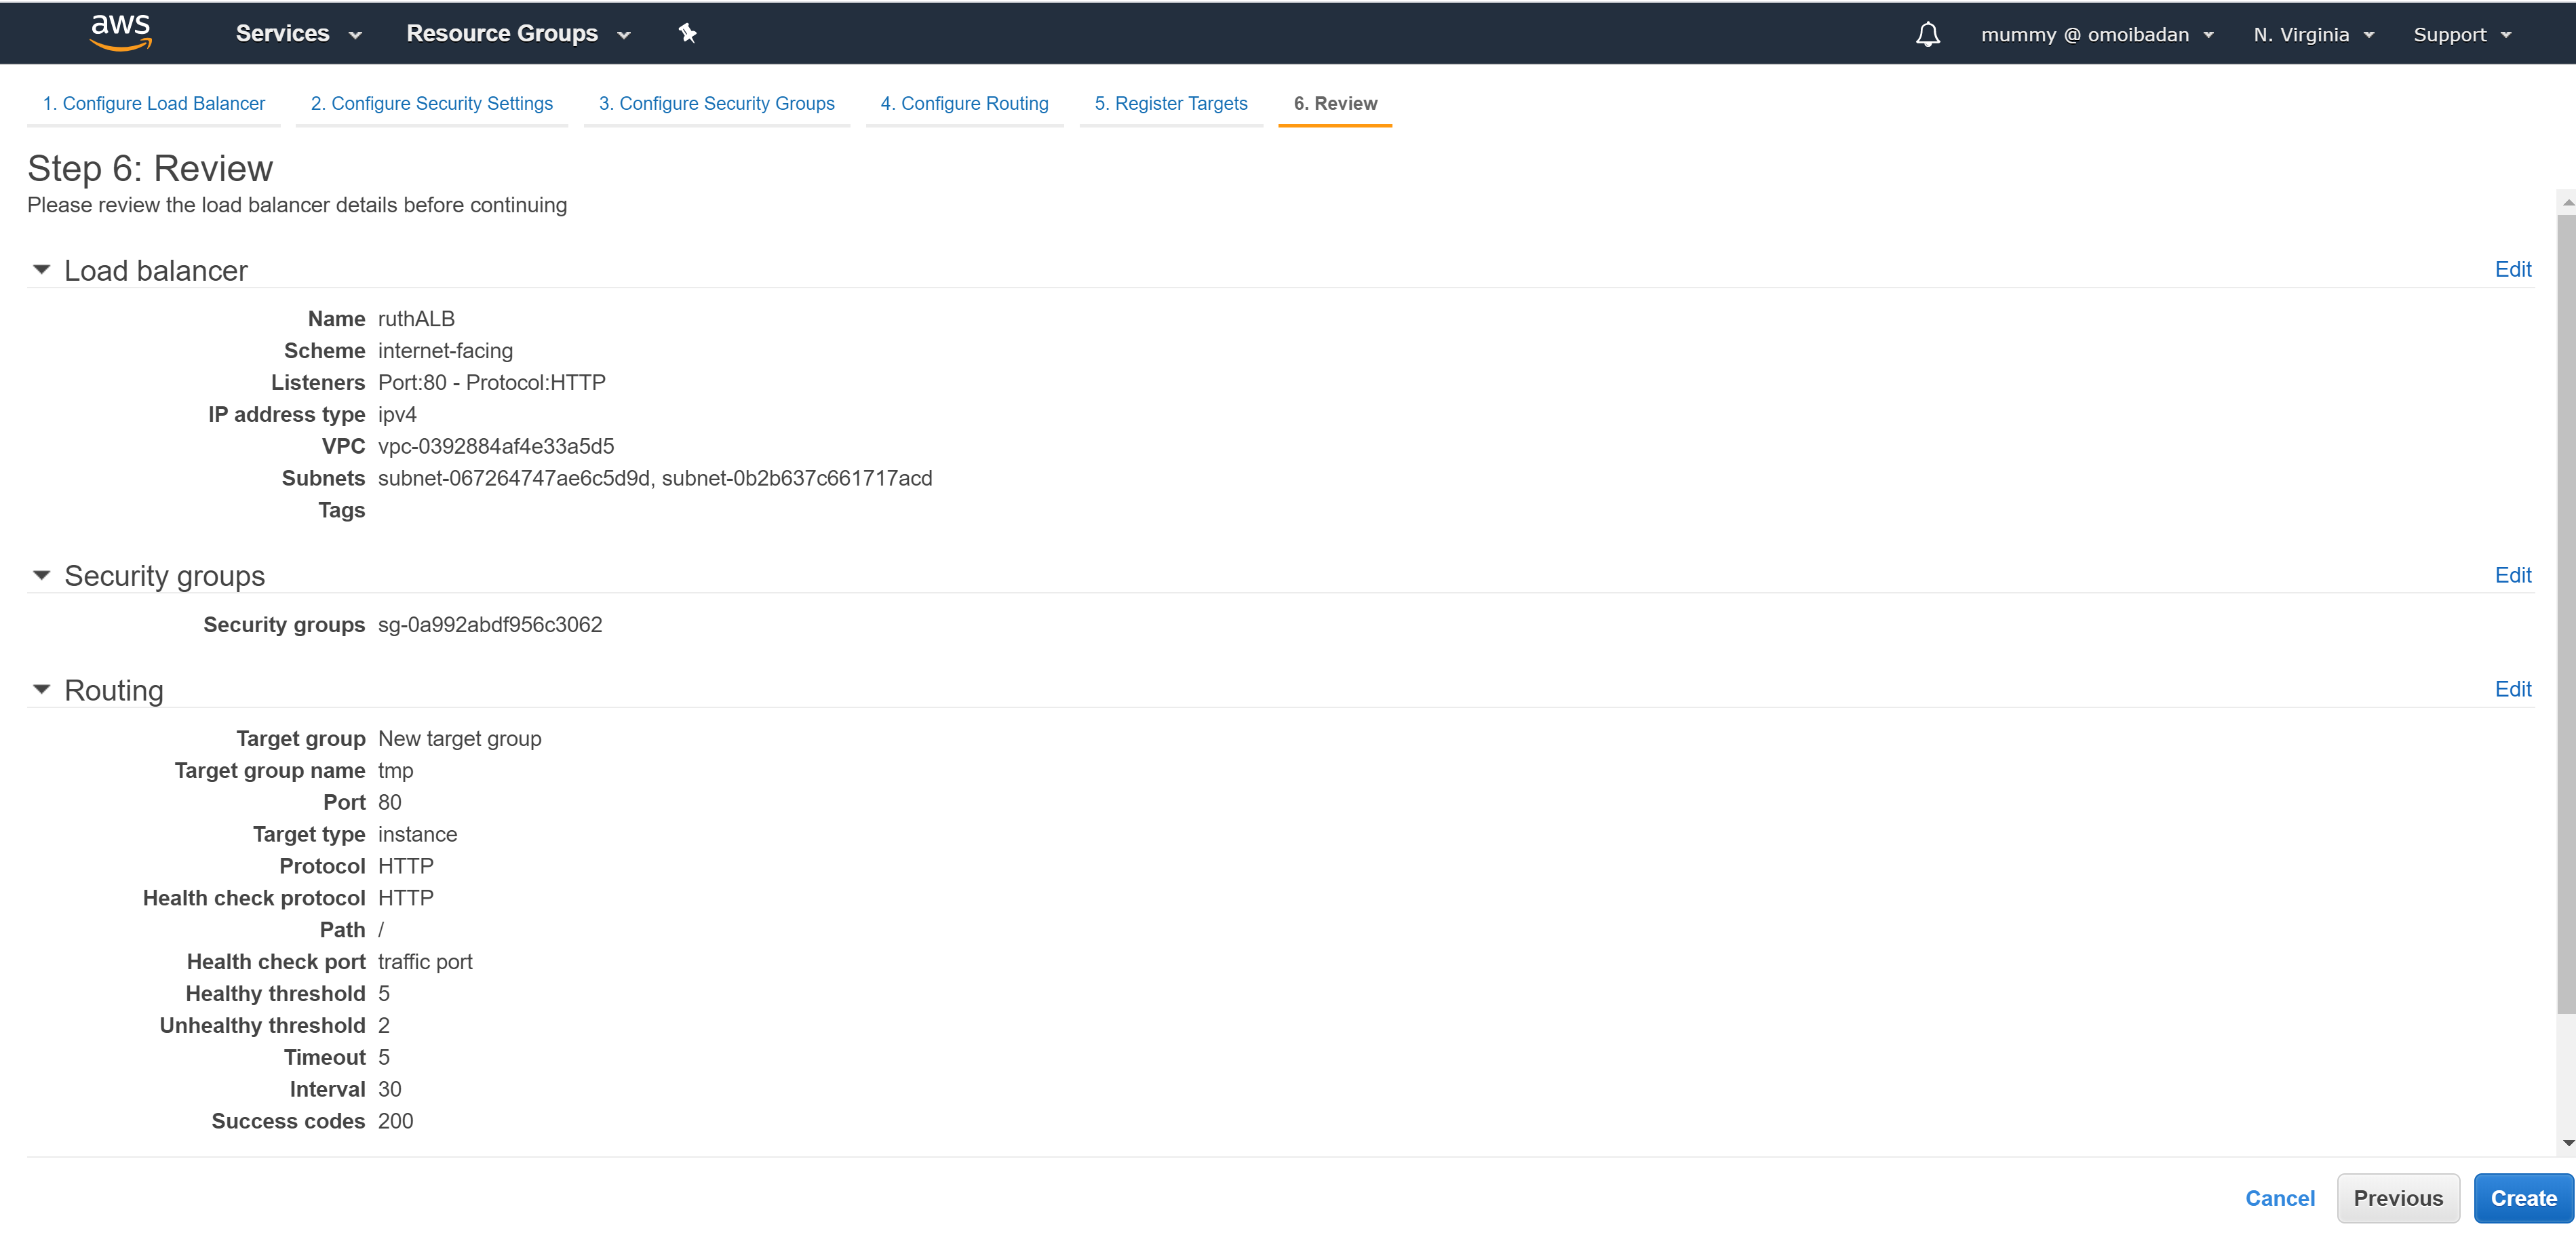 aws Services Resource Groups mummy @ omoibadan N. Virginia Support
1. Configure Load Balancer 2. Configure Security Settings 3. Configure Security Groups 4. Configure Routing 5. Register Targets 6. Review
Step 6: Review
Please review the load balancer details before continuing
Load balancer Edit
Name ruthALB
Scheme internet-facing
Listeners Port:80 - Protocol:HTTP
IP address type ipv4
VPC vpc-0392884af4e33a5d5
Subnets subnet-067264747ae6c5d9d, subnet-0b2b637c661717acd
Tags
Security groups Edit
Security groups sg-0a992abdf956c3062
Routing Edit
Target group New target group
Target group name tmp
Port 80
Target type instance
Protocol HTTP
Health check protocol HTTP
Path /
Health check port traffic port
Healthy threshold 5
Unhealthy threshold 2
Timeout 5
Interval 30
Success codes 200
Cancel Previous Create